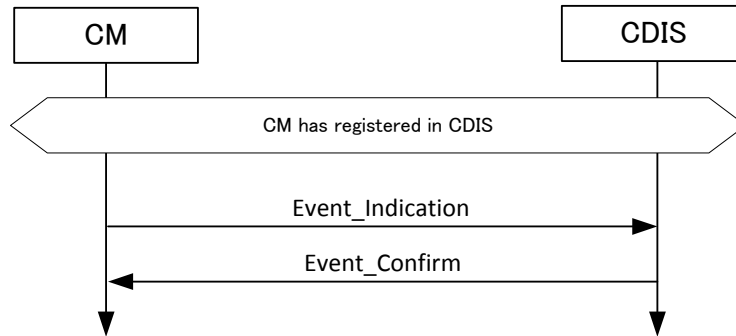 CM
CDIS
CM has registered in CDIS
Event_Indication
Event_Confirm